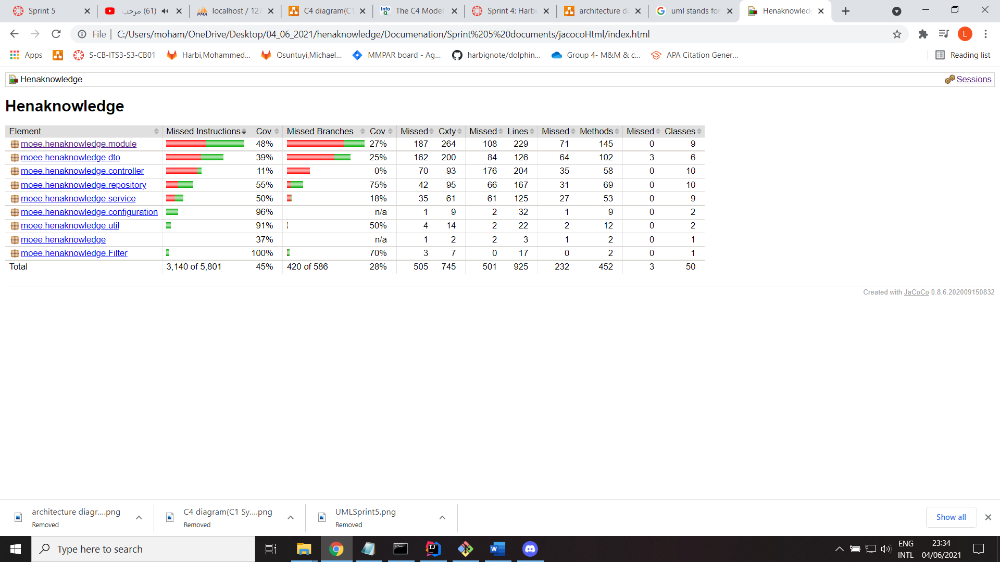 Sprint 5
(61) مرحب
localhost / 127
C4 diagram(C1
The C4 Model
Sprint 4: Harbi
architecture di
uml stands for
Henaknowledg
File | C:/Users/moham/OneDrive/Desktop/04_06_2021/henaknowledge/Documenation/Sprint%205%20documents/jacocoHtml/index.html
L
Apps
S-CB-ITS3-S3-CB01
Harbi,Mohammed...
Osuntuyi,Michael...
MMPAR board - Ag...
harbignote/dolphin...
Group 4- M&M & c...
APA Citation Gener...
Reading list
Henaknowledge
Sessions
Henaknowledge
Element Missed Instructions Cov. Missed Branches Cov. Missed Cxty Missed Lines Missed Methods Missed Classes
moee.henaknowledge.module 48% 27% 187 264 108 229 71 145 0 9
moee.henaknowledge.dto 39% 25% 162 200 84 126 64 102 3 6
moee.henaknowledge.controller 11% 0% 70 93 176 204 35 58 0 10
moee.henaknowledge.repository 55% 75% 42 95 66 167 31 69 0 10
moee.henaknowledge.service 50% 18% 35 61 61 125 27 53 0 9
moee.henaknowledge.configuration 96% n/a 1 9 2 32 1 9 0 2
moee.henaknowledge.util 91% 50% 4 14 2 22 2 12 0 2
moee.henaknowledge 37% n/a 1 2 2 3 1 2 0 1
moee.henaknowledge.Filter 100% 70% 3 7 0 17 0 2 0 1
Total 3,140 of 5,801 45% 420 of 586 28% 505 745 501 925 232 452 3 50
Created with JaCoCo 0.8.6.202009150832
architecture diagr....png
Removed
C4 diagram(C1 Sy....png
Removed
UMLSprint5.png
Removed
Show all
Type here to search
ENG
INTL
23:34
04/06/2021